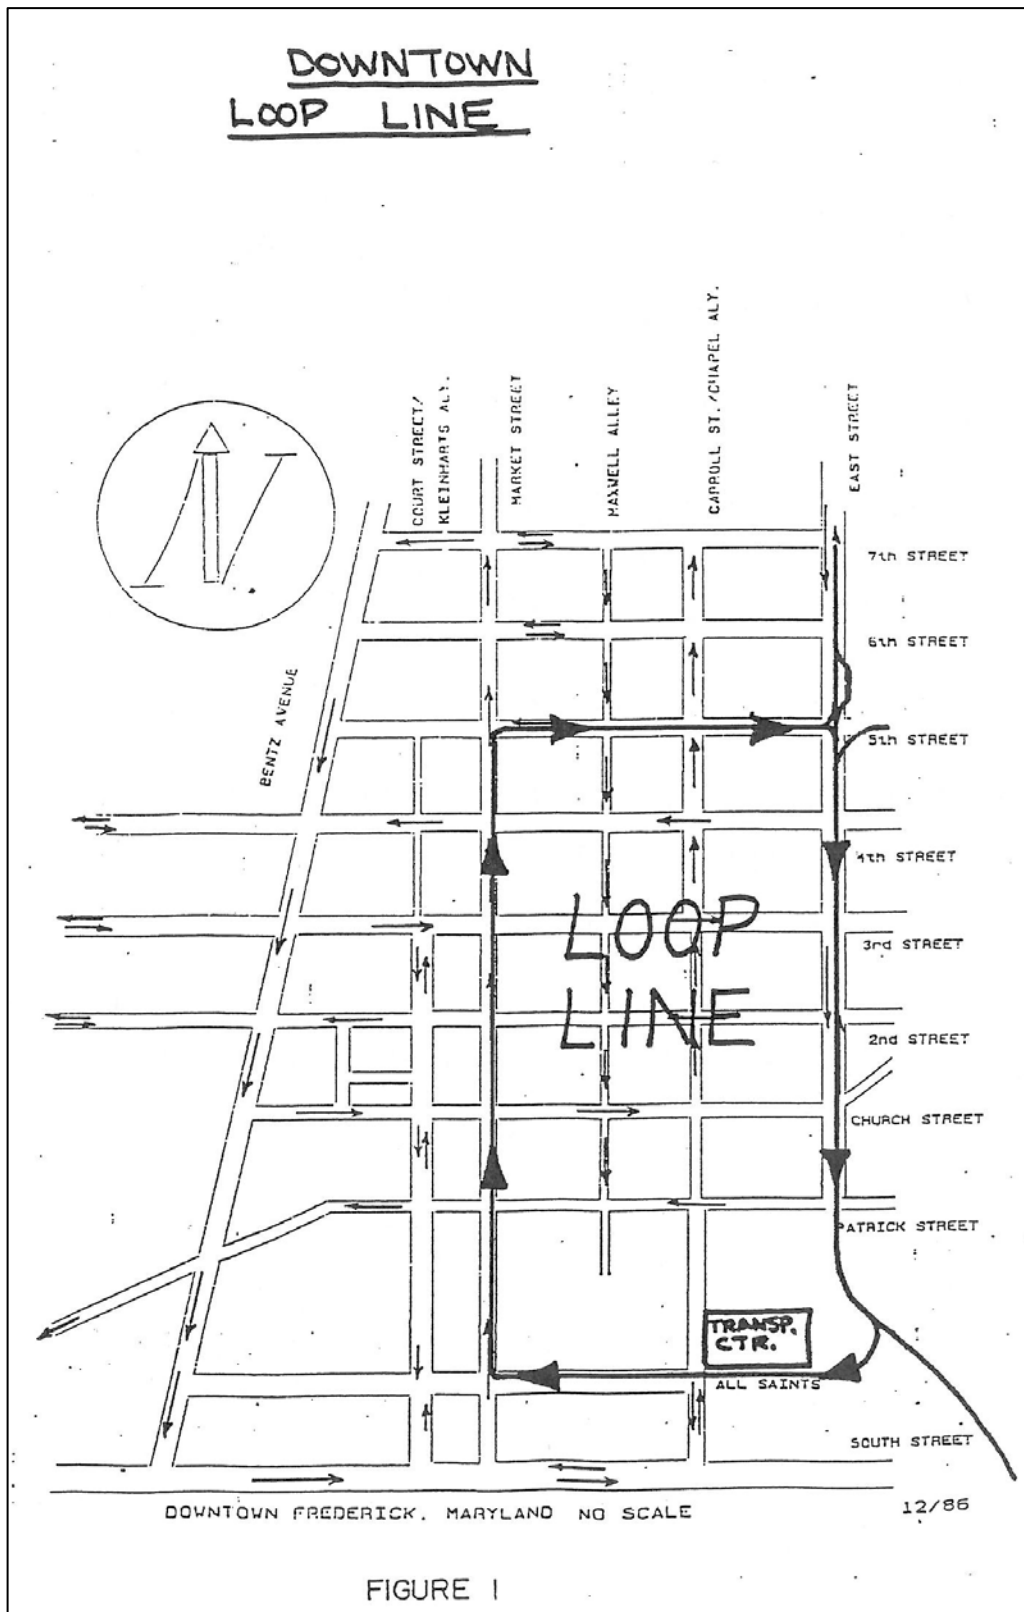 DOWNTOWN
LOOP LINE
COURT STREET/
KLEINHARTS ALY.
MARKET STREET
MAXWELL ALLEY
CARROLL ST./CHAPEL ALY.
EAST STREET
N
7th STREET
6th STREET
BENTZ AVENUE
5th STREET
4th STREET
LOOP
3rd STREET
LINE
2nd STREET
CHURCH STREET
PATRICK STREET
TRANSP.
CTR.
ALL SAINTS
SOUTH STREET
DOWNTOWN FREDERICK, MARYLAND NO SCALE
12/86
FIGURE 1